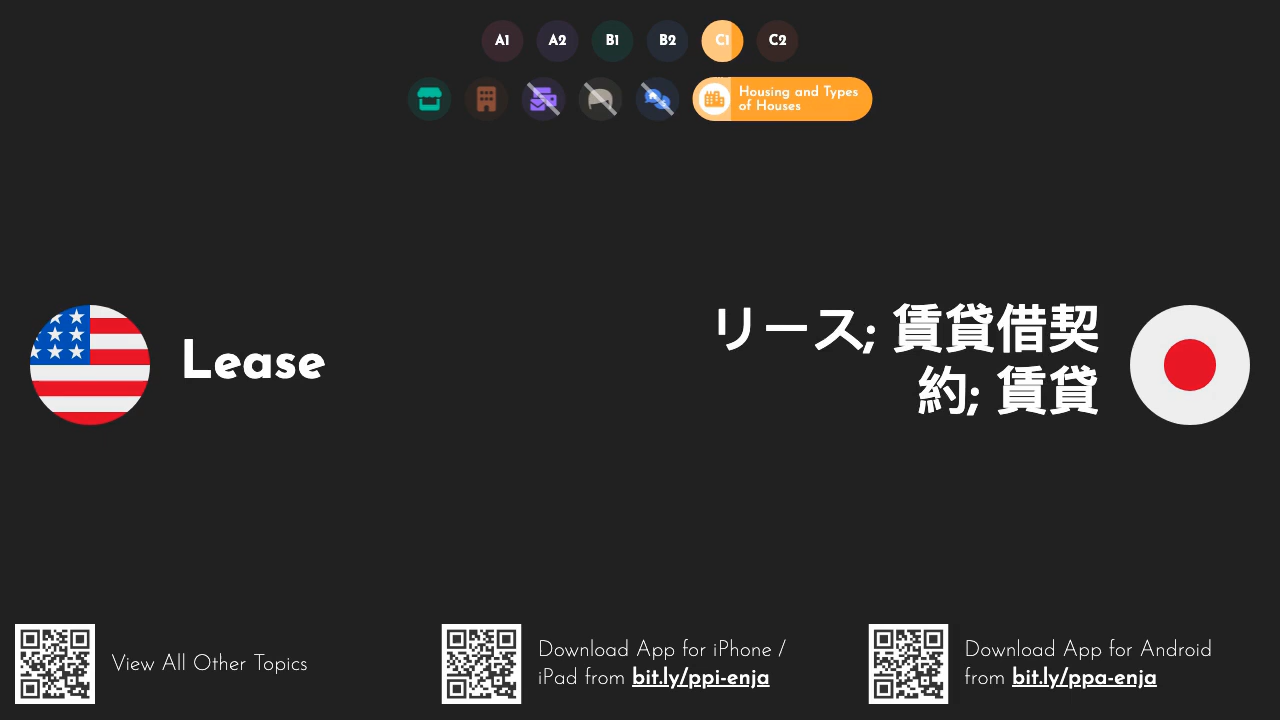 A1 A2 B1 B2 C1 C2
Housing and Types
of Houses
Lease
リース; 賃貸借契
約; 賃貸
View All Other Topics
Download App for iPhone /
iPad from bit.ly/ppi-enja
Download App for Android
from bit.ly/ppa-enja